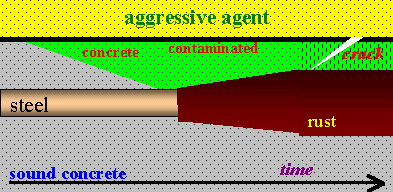 aggressive agent
concrete contaminated
crack
steel
rust
sound concrete time